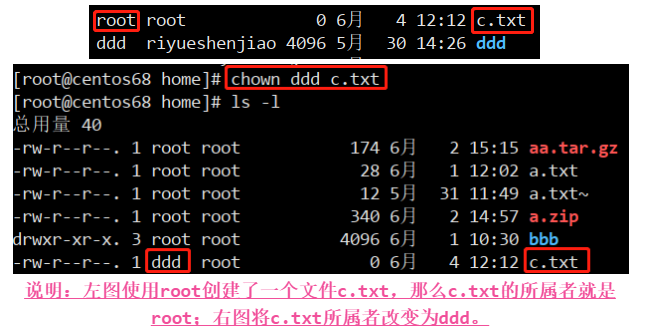 root root 0 6月 4 12:12 c.txt
ddd riyueshenjiao 4096 5月 30 14:26 ddd
[root@centos68 home]# chown ddd c.txt
[root@centos68 home]# ls -l
总用量 40
-rw-r--r--. 1 root root 174 6月 2 15:15 aa.tar.gz
-rw-r--r--. 1 root root 28 6月 1 12:02 a.txt
-rw-r--r--. 1 root root 12 5月 31 11:49 a.txt~
-rw-r--r--. 1 root root 340 6月 2 14:57 a.zip
drwxr-xr-x. 3 root root 4096 6月 1 10:30 bbb
-rw-r--r--. 1 ddd root 0 6月 4 12:12 c.txt
说明：左图使用root创建了一个文件c.txt，那么c.txt的所属者就是
root；右图将c.txt所属者改变为ddd。